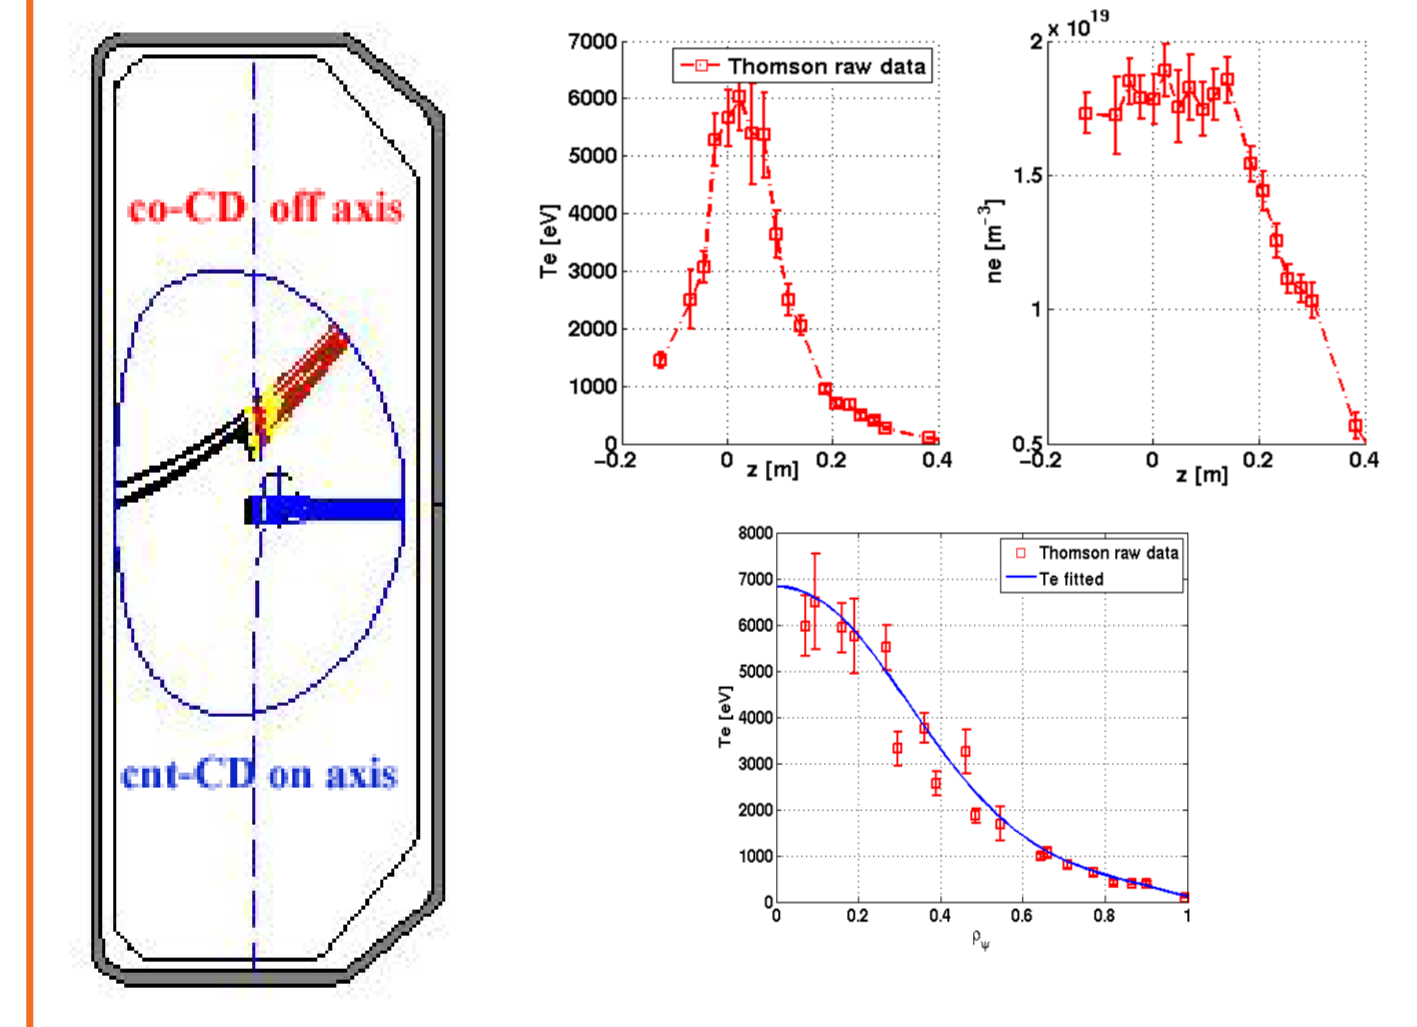 co-CD off axis
cnt-CD on axis
7000
6000
5000
4000
3000
2000
1000
0
Te [eV]
Thomson raw data
−0.2
0
0.2
0.4
z [m]
x 10^19
2
1.5
1
0.5
ne [m^−3]
−0.2
0
0.2
0.4
z [m]
8000
7000
6000
5000
4000
3000
2000
1000
0
Te [eV]
Thomson raw data
Te fitted
0
0.2
0.4
0.6
0.8
1
ρψ